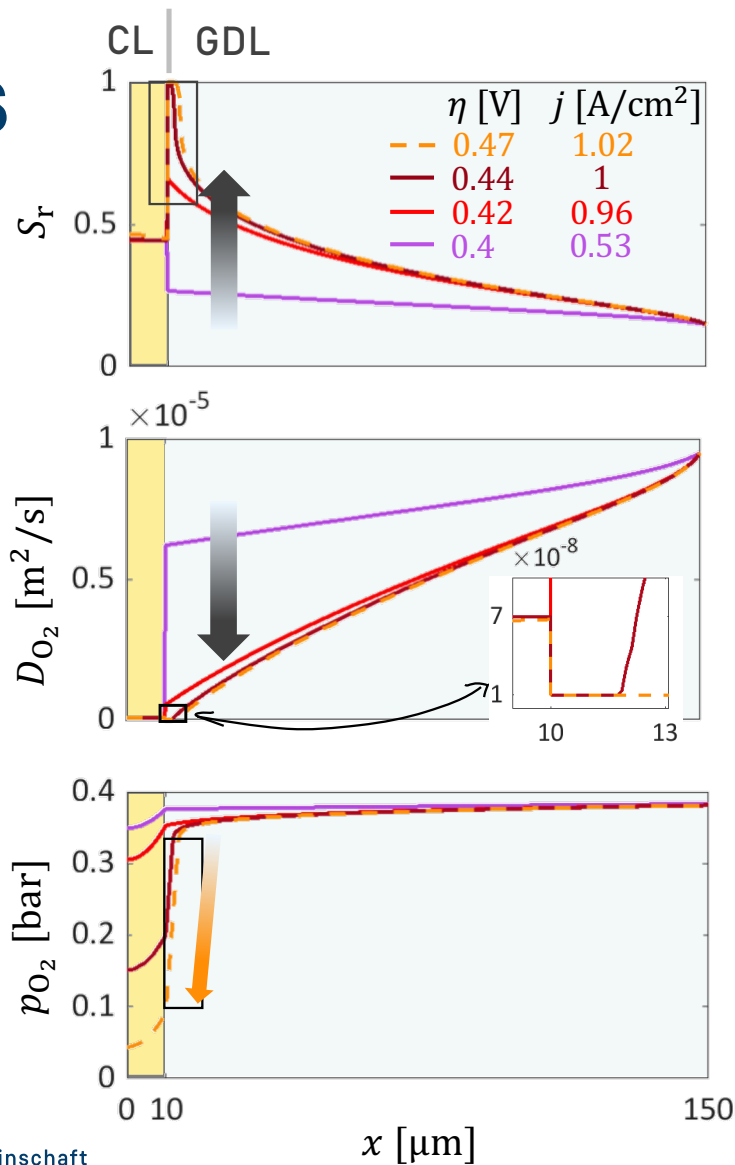 s
CL GDL
1
0.5
0
S_r
η [V] j [A/cm²]
0.47 1.02
0.44 1
0.42 0.96
0.4 0.53
×10⁻⁵
1
0.5
0
D_O₂ [m²/s]
×10⁻⁸
7
1
10 13
0.4
0.3
0.2
0.1
0
p_O₂ [bar]
0 10 150
x [μm]
inschaft